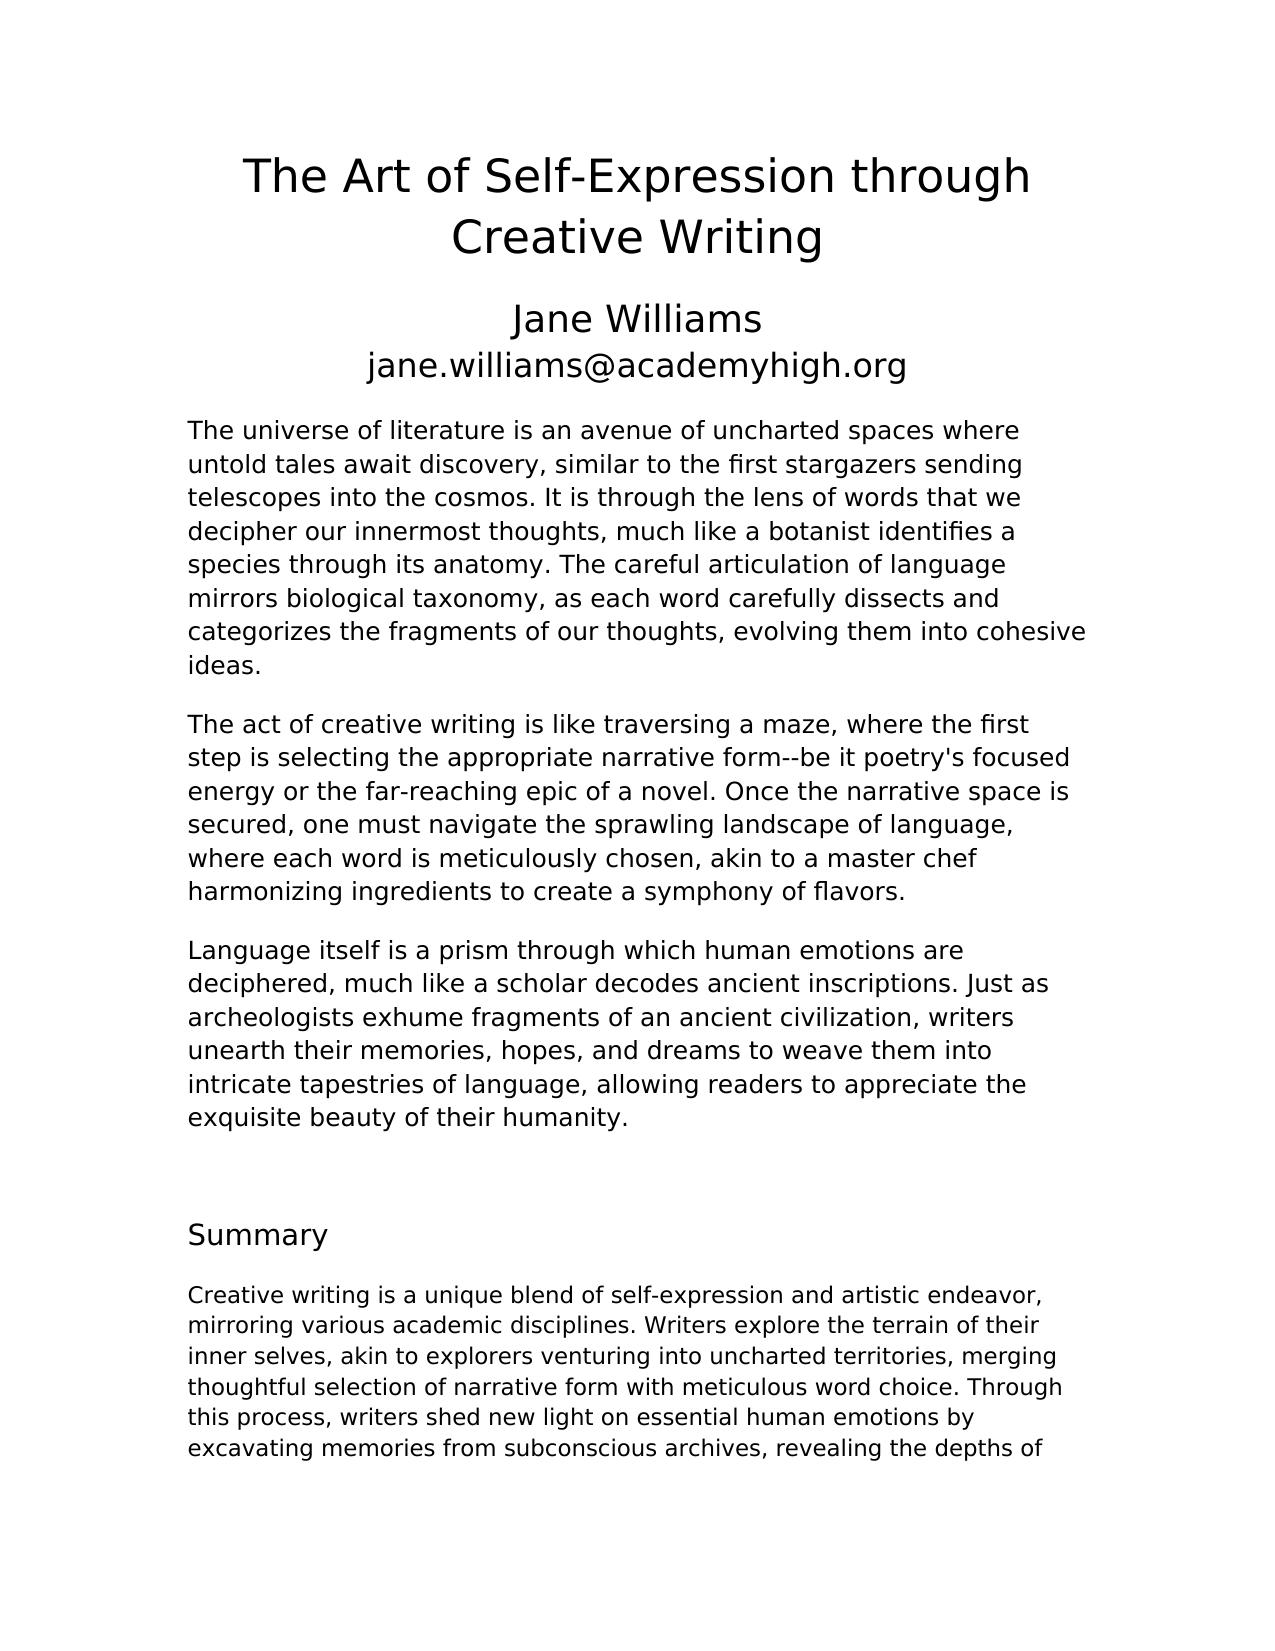 The Art of Self-Expression through
Creative Writing
Jane Williams
jane.williams@academyhigh.org
The universe of literature is an avenue of uncharted spaces where
untold tales await discovery, similar to the first stargazers sending
telescopes into the cosmos. It is through the lens of words that we
decipher our innermost thoughts, much like a botanist identifies a
species through its anatomy. The careful articulation of language
mirrors biological taxonomy, as each word carefully dissects and
categorizes the fragments of our thoughts, evolving them into cohesive
ideas.
The act of creative writing is like traversing a maze, where the first
step is selecting the appropriate narrative form--be it poetry's focused
energy or the far-reaching epic of a novel. Once the narrative space is
secured, one must navigate the sprawling landscape of language,
where each word is meticulously chosen, akin to a master chef
harmonizing ingredients to create a symphony of flavors.
Language itself is a prism through which human emotions are
deciphered, much like a scholar decodes ancient inscriptions. Just as
archeologists exhume fragments of an ancient civilization, writers
unearth their memories, hopes, and dreams to weave them into
intricate tapestries of language, allowing readers to appreciate the
exquisite beauty of their humanity.
Summary
Creative writing is a unique blend of self-expression and artistic endeavor,
mirroring various academic disciplines. Writers explore the terrain of their
inner selves, akin to explorers venturing into uncharted territories, merging
thoughtful selection of narrative form with meticulous word choice. Through
this process, writers shed new light on essential human emotions by
excavating memories from subconscious archives, revealing the depths of